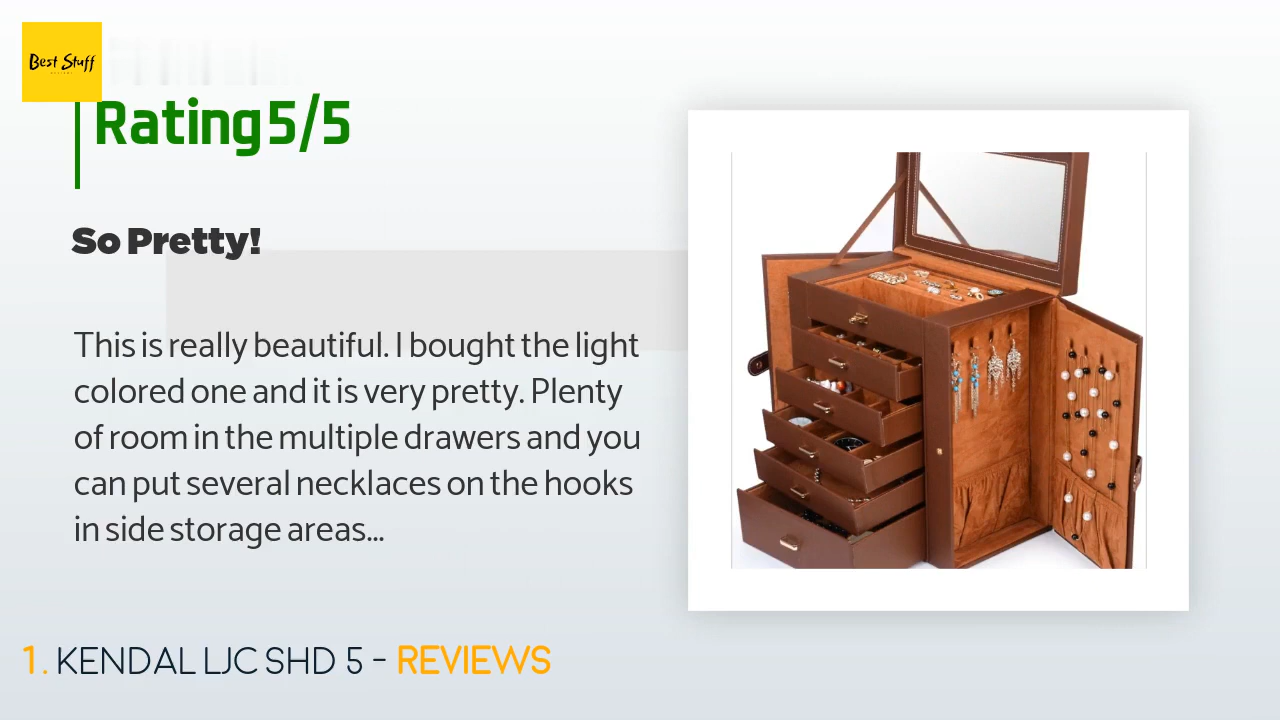 Best Stuff
Rating 5/5
So Pretty!
This is really beautiful. I bought the light
colored one and it is very pretty. Plenty
of room in the multiple drawers and you
can put several necklaces on the hooks
in side storage areas...
1. KENDAL LJC SHD 5 - REVIEWS